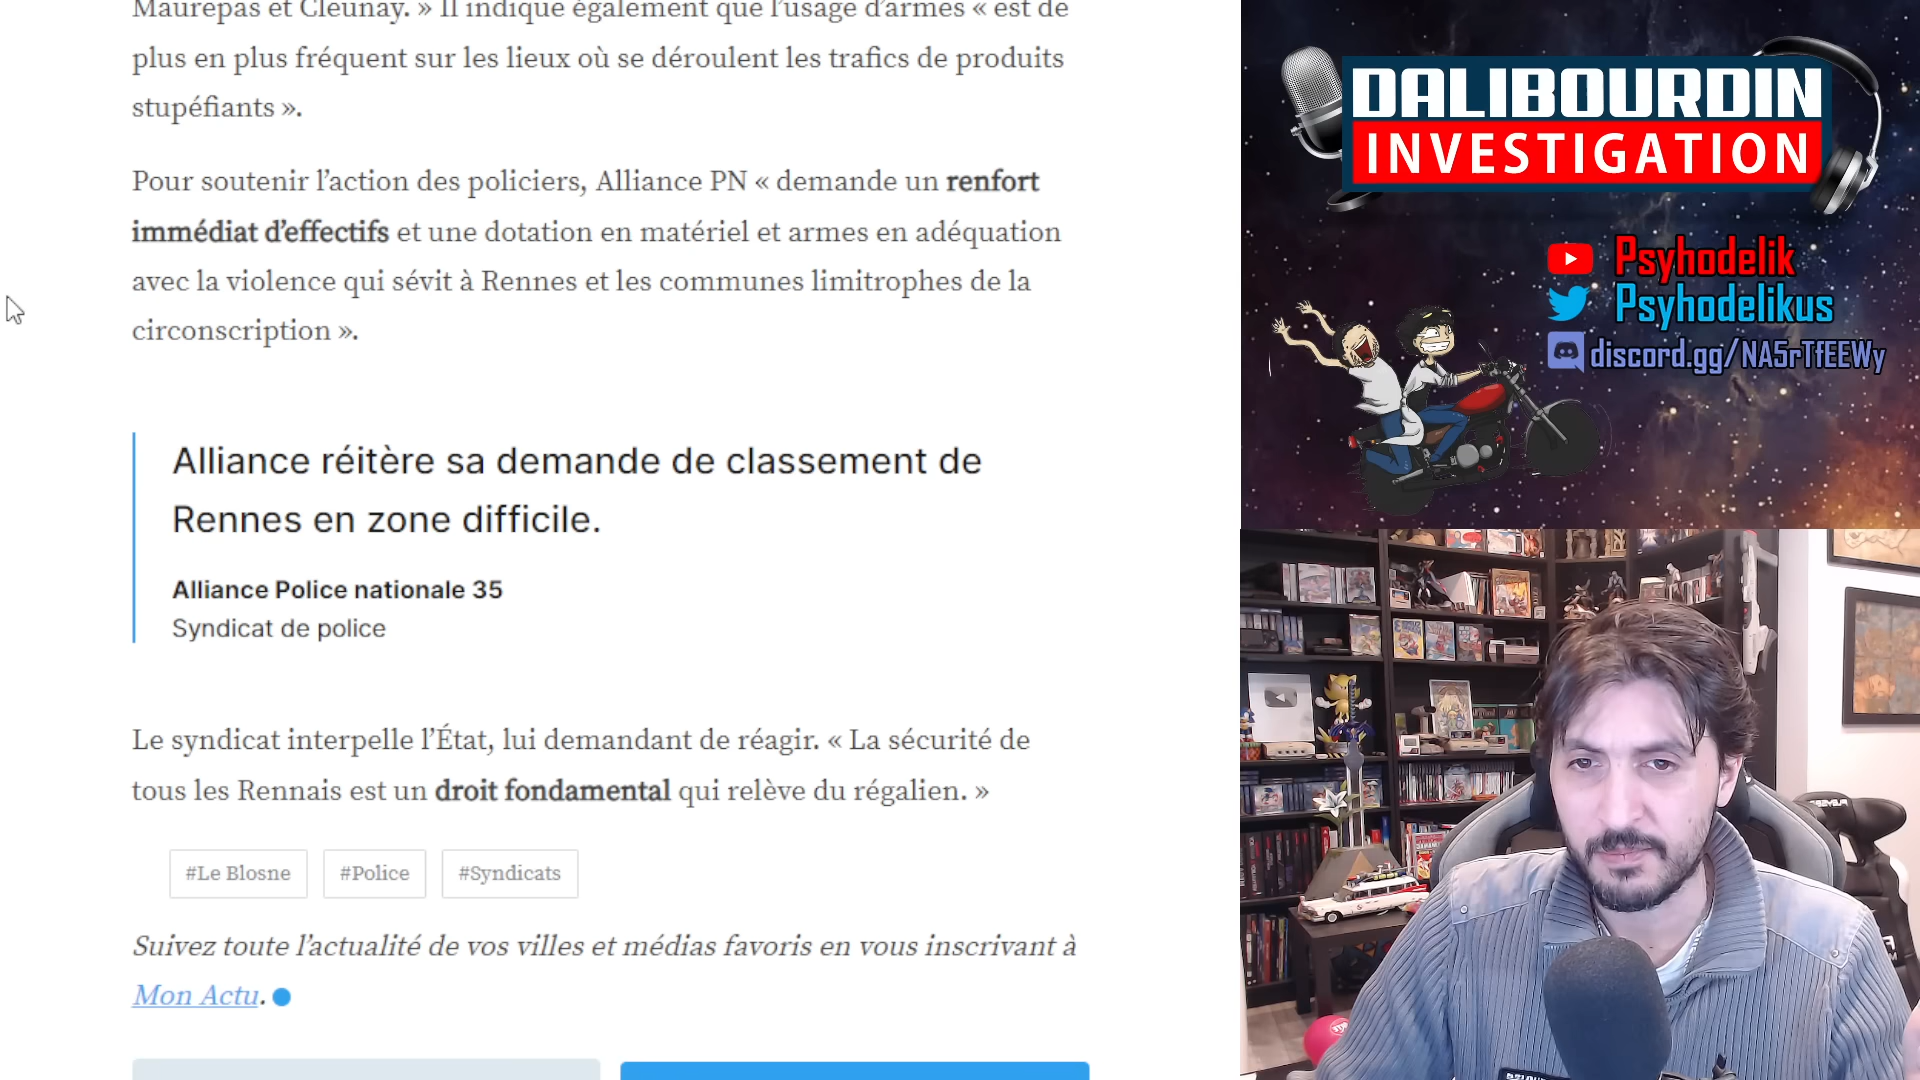 Maurepas et Cleunay. » Il indique également que l'usage d'armes « est de
plus en plus fréquent sur les lieux où se déroulent les trafics de produits
stupéfiants ».
Pour soutenir l'action des policiers, Alliance PN « demande un renfort
immédiat d'effectifs et une dotation en matériel et armes en adéquation
avec la violence qui sévit à Rennes et les communes limitrophes de la
circonscription ».
Alliance réitère sa demande de classement de
Rennes en zone difficile.
Alliance Police nationale 35
Syndicat de police
Le syndicat interpelle l'État, lui demandant de réagir. « La sécurité de
tous les Rennais est un droit fondamental qui relève du régalien. »
#Le Blosne
#Police
#Syndicats
Suivez toute l'actualité de vos villes et médias favoris en vous inscrivant à
Mon Actu.
DALIBOURDIN
INVESTIGATION
Psyhodelik
Psyhodelikus
discord.gg/NA5rTfEEWy